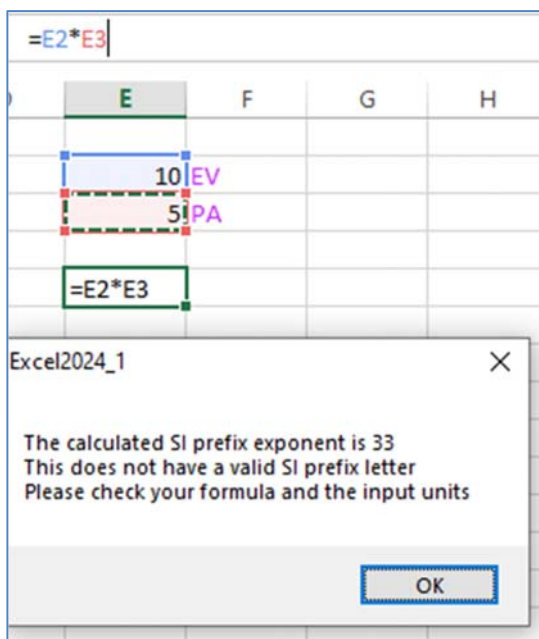 =E2*E3
E F G H
10 EV
5 PA
=E2*E3
Excel2024_1
The calculated SI prefix exponent is 33
This does not have a valid SI prefix letter
Please check your formula and the input units
OK